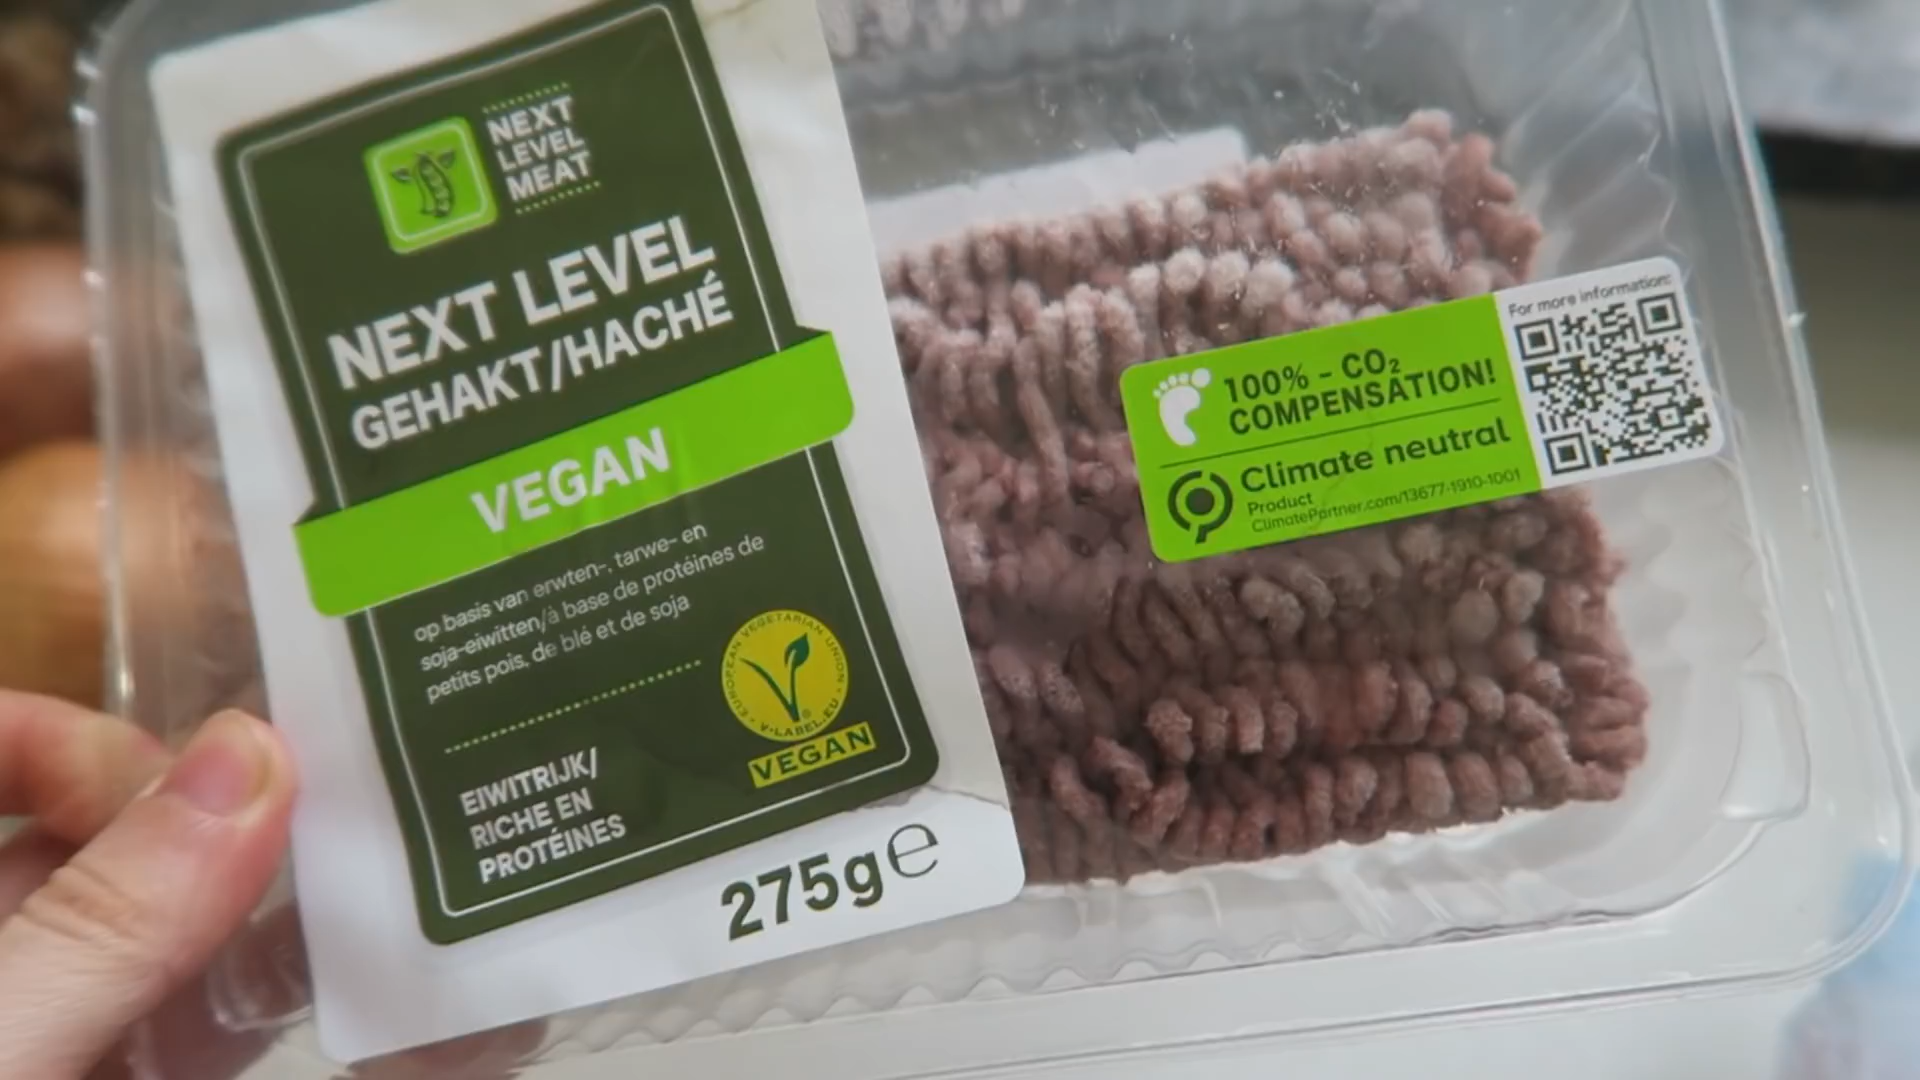 NEXT
LEVEL
MEAT
NEXT LEVEL
GEHAKT/HACHÉ
VEGAN
op basis van erwten-, tarwe- en
soja-eiwitten/à base de protéines de
petits pois, de blé et de soja
EUROPEAN VEGETARIAN UNION
V-LABEL.EU
VEGAN
EIWITRIJK/
RICHE EN
PROTÉINES
275g e
For more information:
100% - CO₂
COMPENSATION!
Climate neutral
Product
ClimatePartner.com/13677-1910-1001